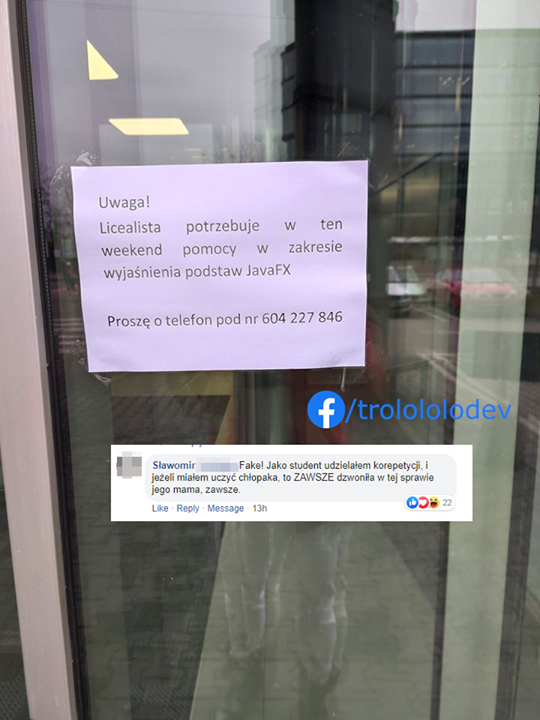 Uwaga!
Licealista potrzebuje w ten
weekend pomocy w zakresie
wyjaśnienia podstaw JavaFX
Proszę o telefon pod nr 604 227 846
/trolololodev
Sławomir Fake! Jako student udzielałem korepetycji, i
jeżeli miałem uczyć chłopaka, to ZAWSZE dzwoniła w tej sprawie
jego mama, zawsze.
Like · Reply · Message · 13h
22